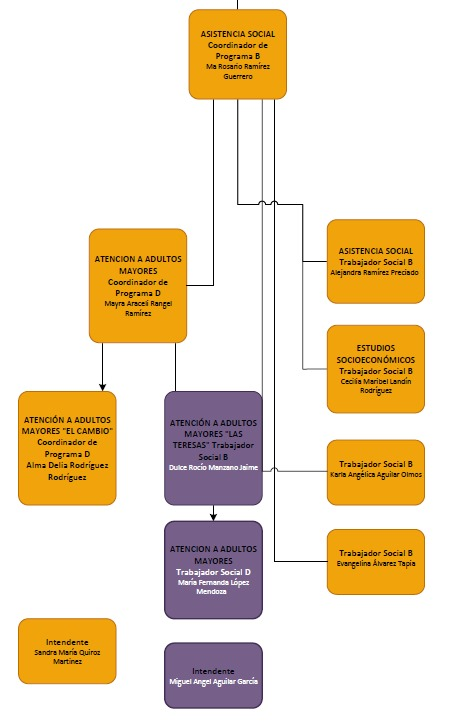 ASISTENCIA SOCIAL
Coordinador de
Programa B
Ma Rosario Ramírez
Guerrero
ATENCION A ADULTOS
MAYORES
Coordinador de
Programa D
Mayra Araceli Rangel
Ramírez
ASISTENCIA SOCIAL
Trabajador Social B
Alejandra Ramírez Preciado
ESTUDIOS
SOCIOECONÓMICOS
Trabajador Social B
Cecilia Maribel Landín
Rodríguez
ATENCIÓN A ADULTOS
MAYORES "EL CAMBIO"
Coordinador de
Programa D
Alma Delia Rodríguez
Rodríguez
ATENCIÓN A ADULTOS
MAYORES "LAS
TERESAS" Trabajador
Social B
Dulce Rocío Manzano Jaime
Trabajador Social B
Karla Angélica Aguilar Olmos
ATENCION A ADULTOS
MAYORES
Trabajador Social D
María Fernanda López
Mendoza
Trabajador Social B
Evangelina Álvarez Tapia
Intendente
Sandra María Quiroz
Martinez
Intendente
Miguel Angel Aguilar García